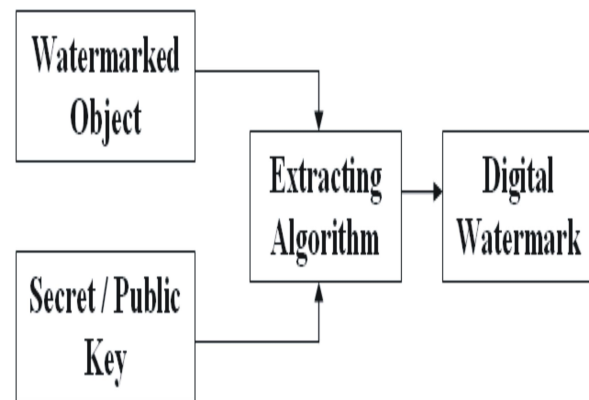 Watermarked
Object
Extracting
Algorithm
Digital
Watermark
Secret / Public
Key